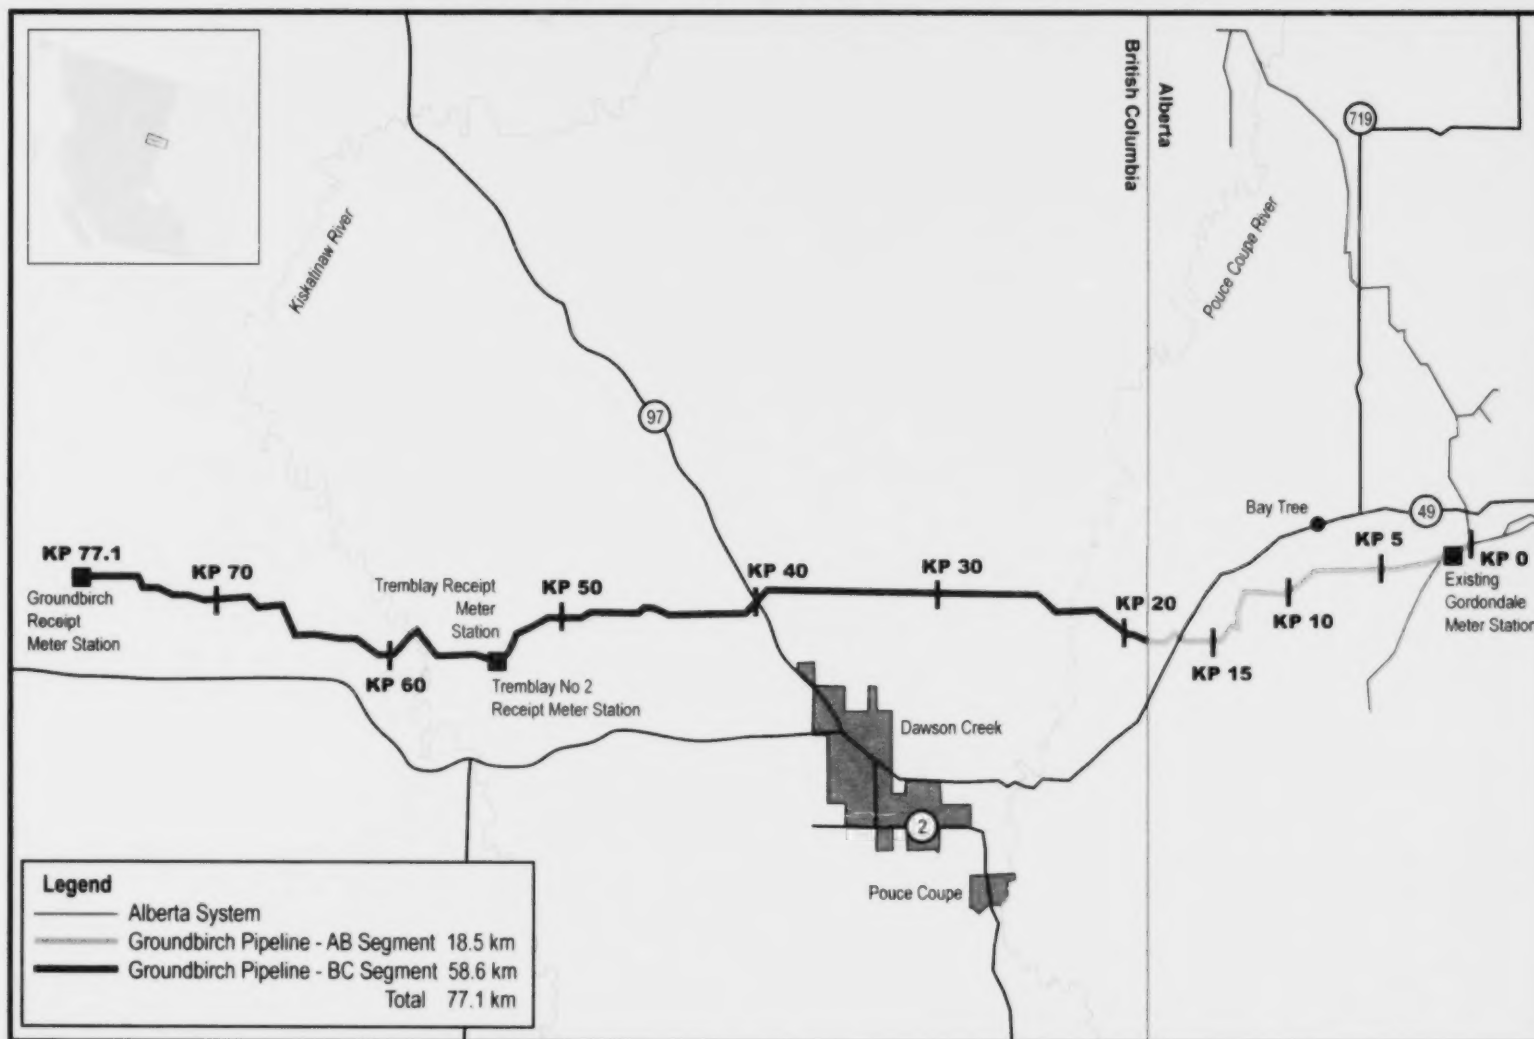 British Columbia
Alberta
719
Kiskatinaw River
Pouce Coupe River
97
Bay Tree
49
KP 77.1
KP 70
Tremblay Receipt
Meter
Station
KP 50
KP 40
KP 30
KP 20
KP 5
KP 0
Groundbirch
Receipt
Meter Station
Existing
Gordondale
Meter Station
KP 10
KP 15
KP 60
Tremblay No 2
Receipt Meter Station
Dawson Creek
2
Pouce Coupe
Legend
Alberta System
Groundbirch Pipeline - AB Segment 18.5 km
Groundbirch Pipeline - BC Segment 58.6 km
Total 77.1 km